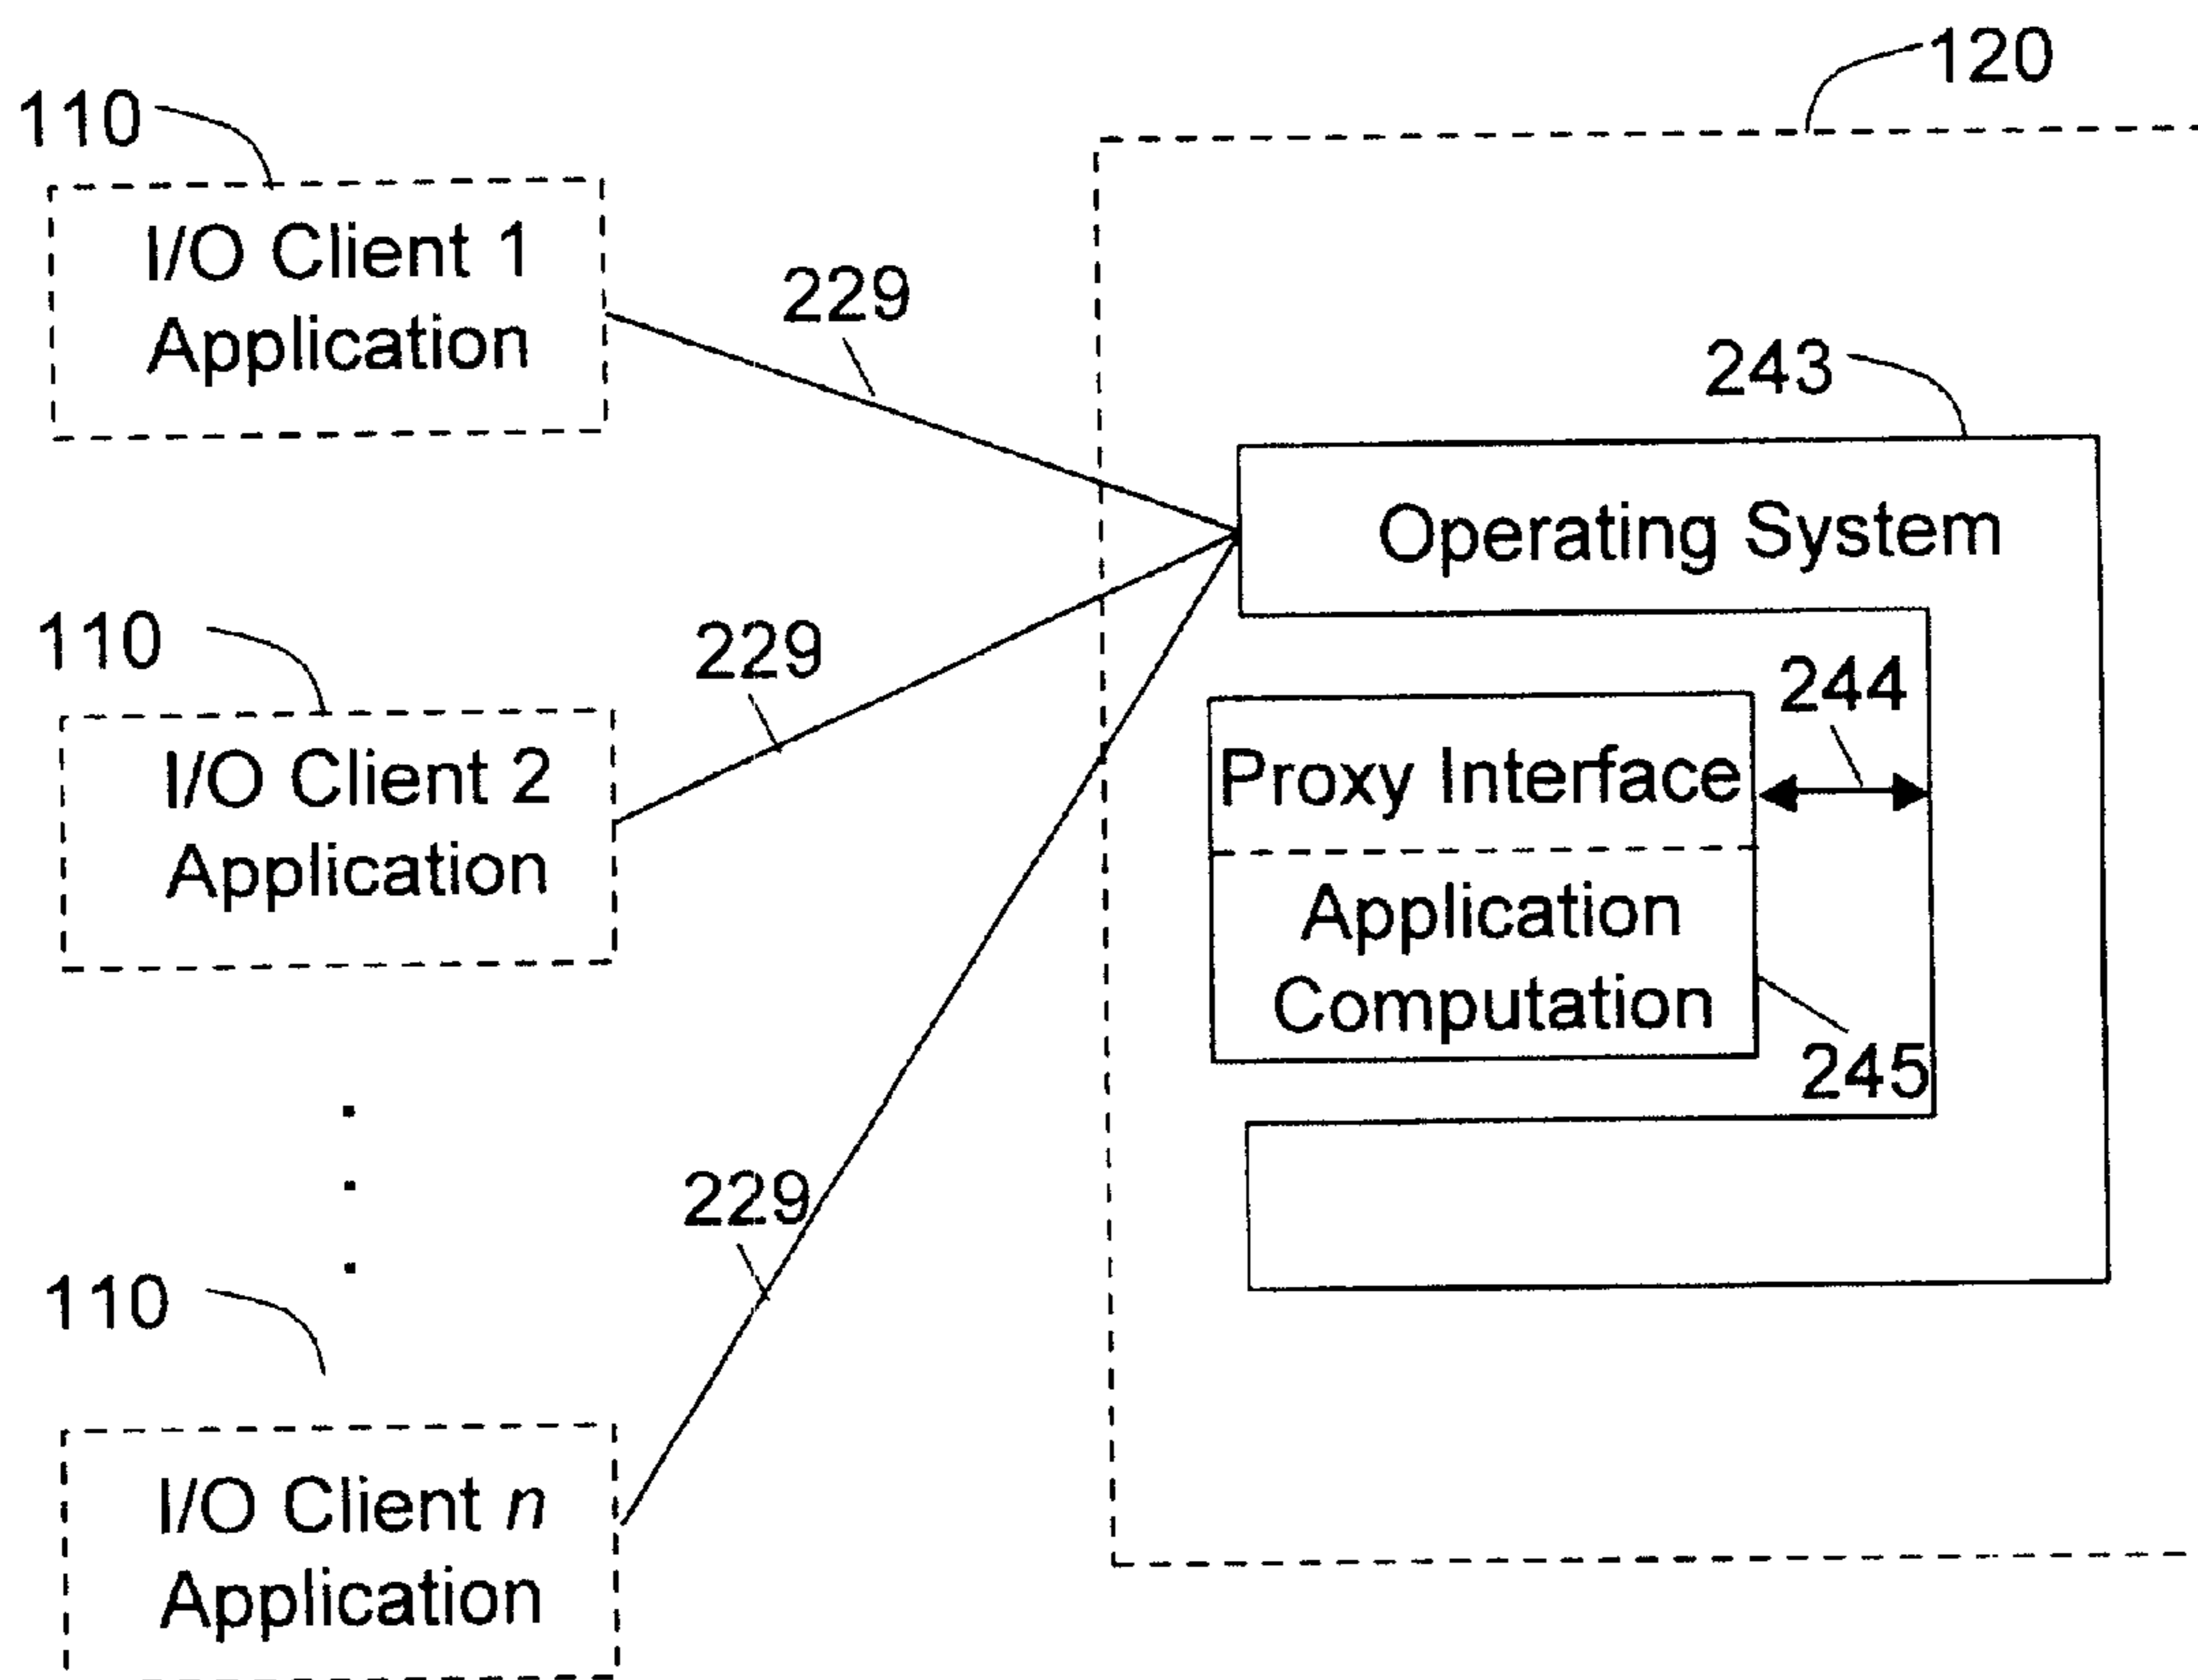 120
110
I/O Client 1
Application
229
243
Operating System
110
229
244
I/O Client 2
Application
Proxy Interface
Application
Computation
245
229
110
I/O Client n
Application